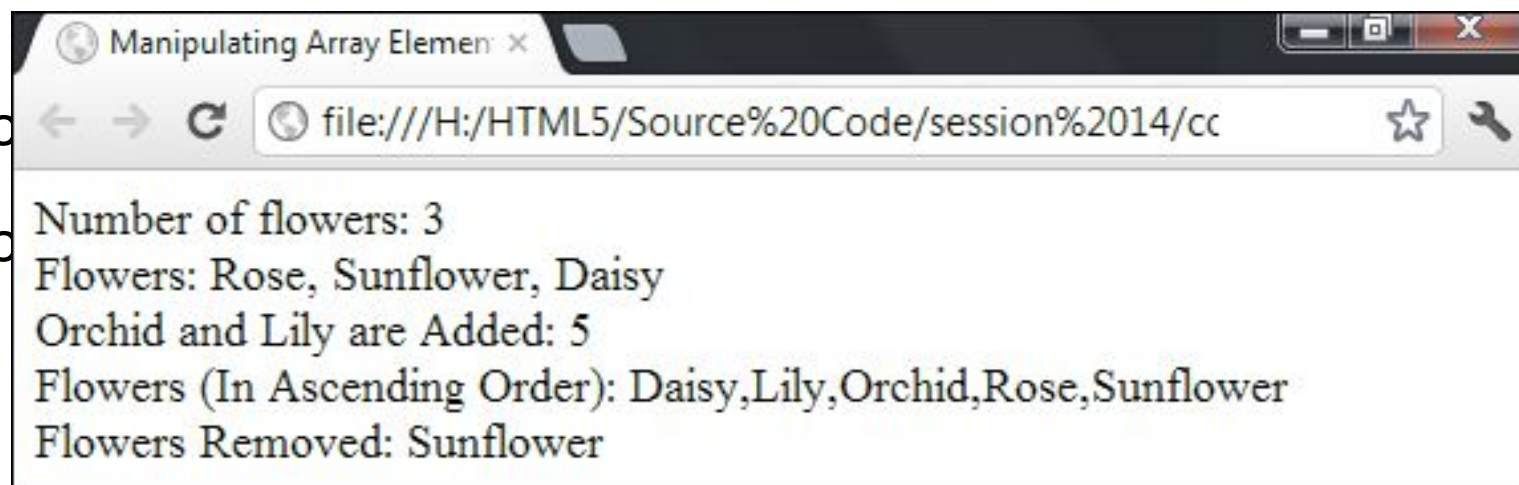 Manipulating Array Elemen
file:///H:/HTML5/Source%20Code/session%2014/cc
Number of flowers: 3
Flowers: Rose, Sunflower, Daisy
Orchid and Lily are Added: 5
Flowers (In Ascending Order): Daisy,Lily,Orchid,Rose,Sunflower
Flowers Removed: Sunflower